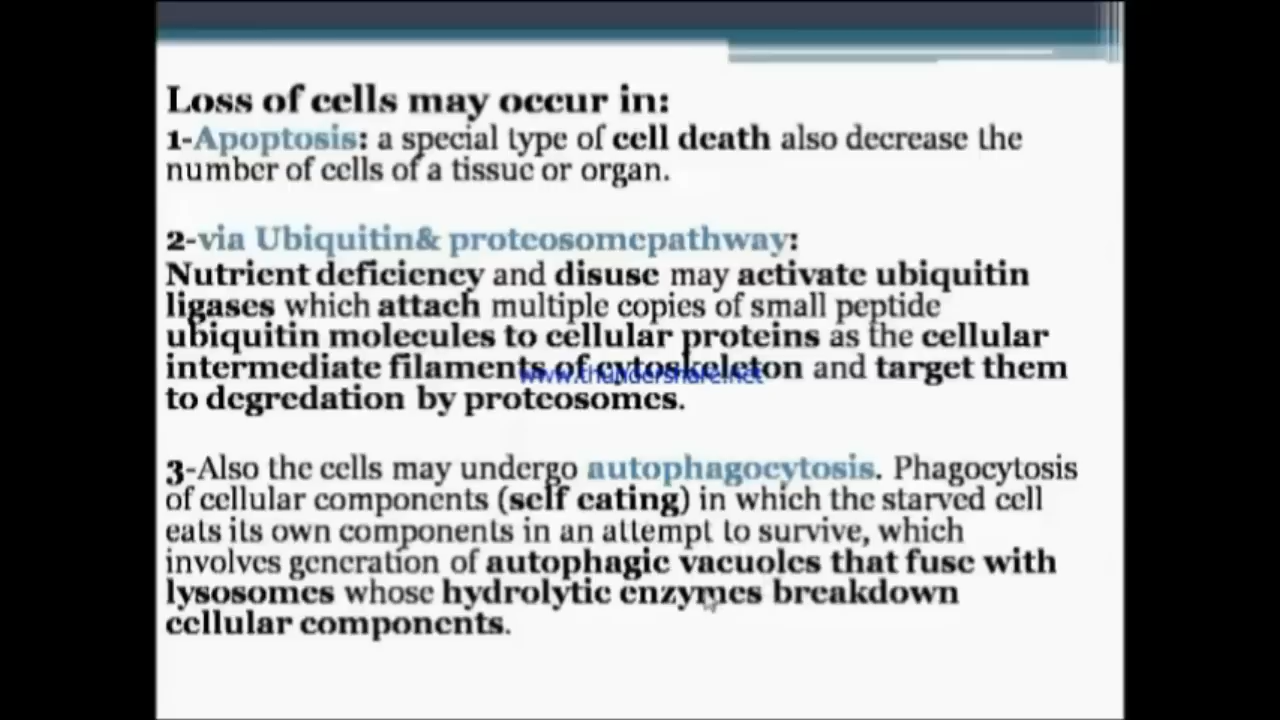 Loss of cells may occur in:
1-Apoptosis: a special type of cell death also decrease the
number of cells of a tissue or organ.
2-via Ubiquitin& proteosomepathway:
Nutrient deficiency and disuse may activate ubiquitin
ligases which attach multiple copies of small peptide
ubiquitin molecules to cellular proteins as the cellular
intermediate filaments of cytoskeleton and target them
www.thundershare.net
to degredation by proteosomes.
3-Also the cells may undergo autophagocytosis. Phagocytosis
of cellular components (self eating) in which the starved cell
eats its own components in an attempt to survive, which
involves generation of autophagic vacuoles that fuse with
lysosomes whose hydrolytic enzymes breakdown
cellular components.